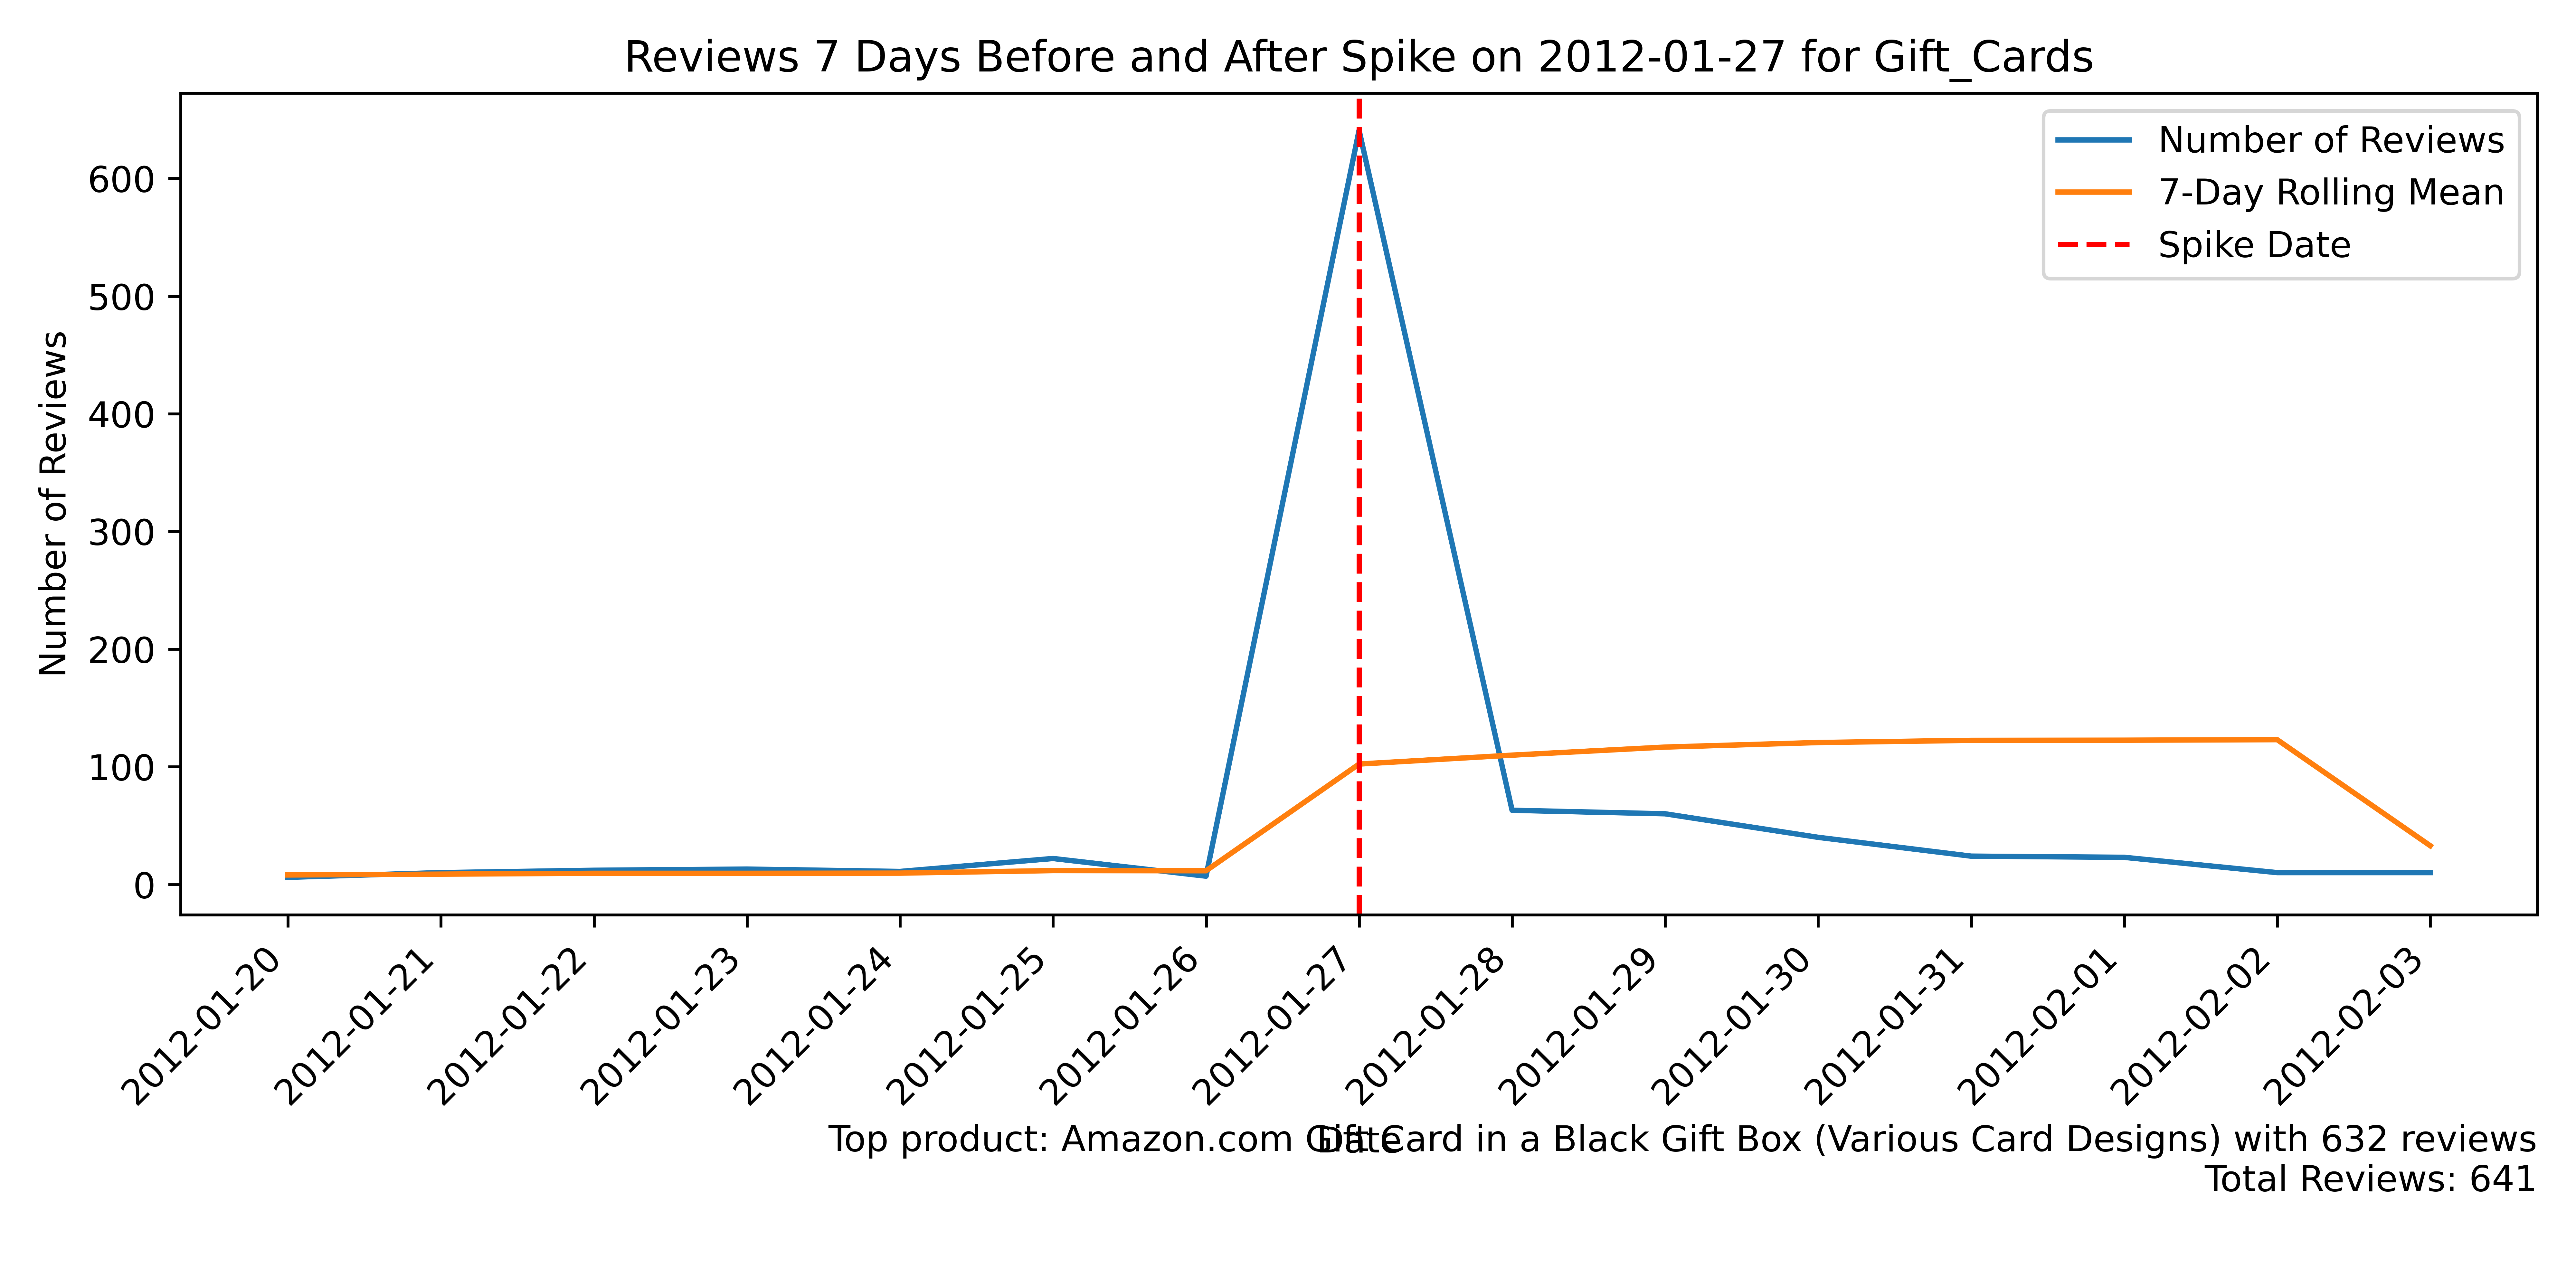 Reviews 7 Days Before and After Spike on 2012-01-27 for Gift_Cards
Number of Reviews
7-Day Rolling Mean
Spike Date
Number of Reviews
600
500
400
300
200
100
0
2012-01-20
2012-01-21
2012-01-22
2012-01-23
2012-01-24
2012-01-25
2012-01-26
2012-01-27
2012-01-28
2012-01-29
2012-01-30
2012-01-31
2012-02-01
2012-02-02
2012-02-03
Date
Top product: Amazon.com Gift Card in a Black Gift Box (Various Card Designs) with 632 reviews
Total Reviews: 641